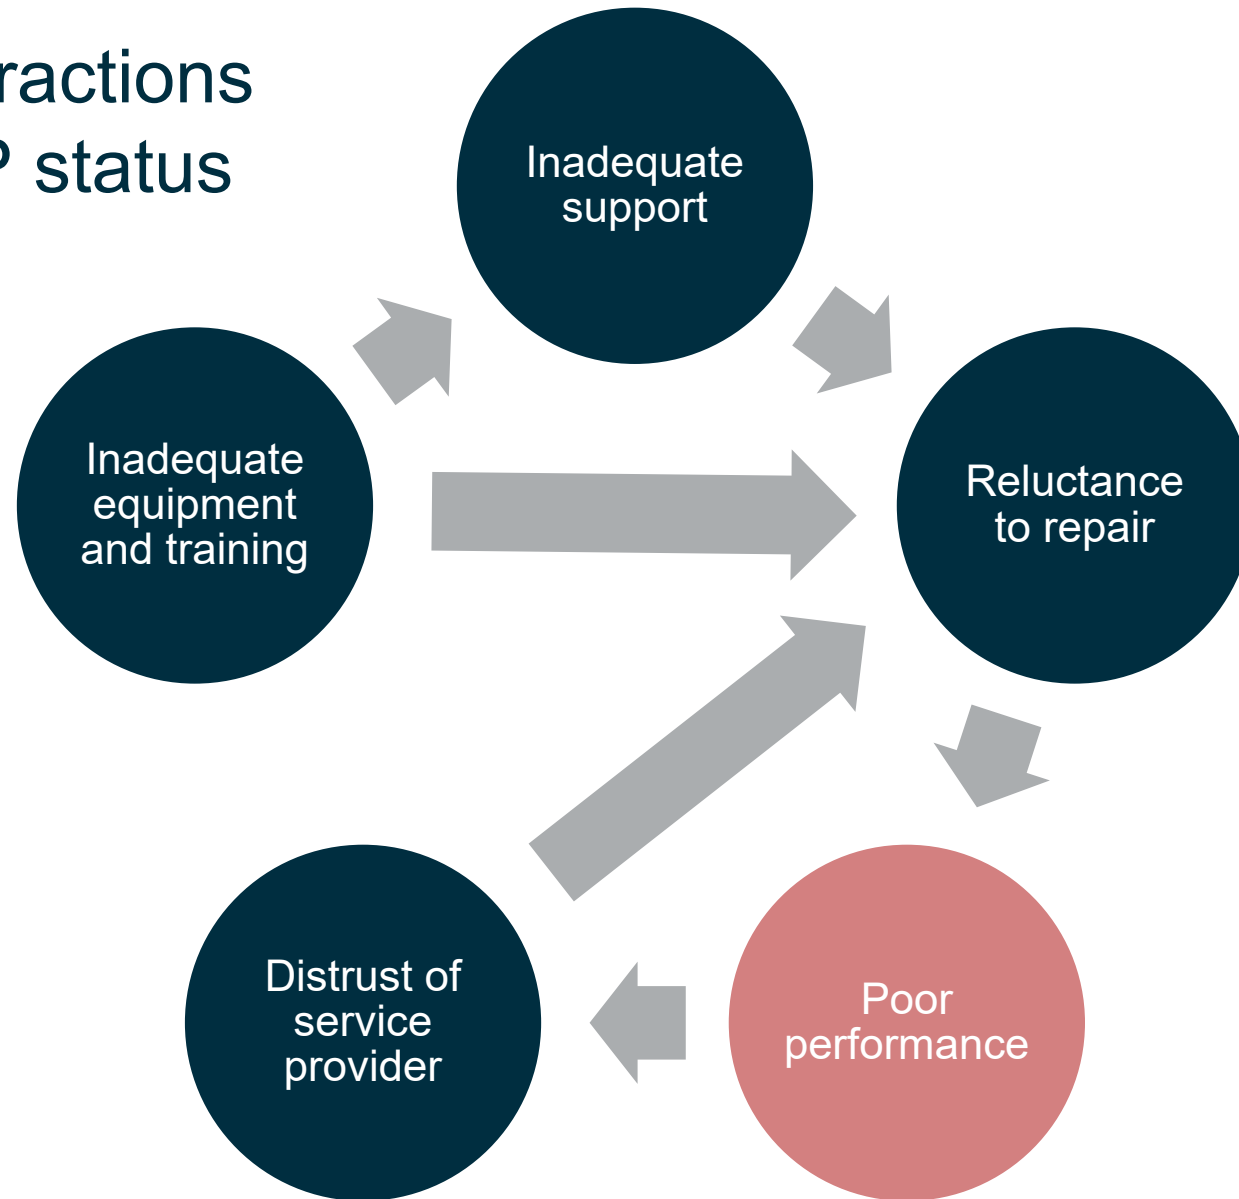 ractions
P status
Inadequate
support
Inadequate
equipment
and training
Reluctance
to repair
Distrust of
service
provider
Poor
performance